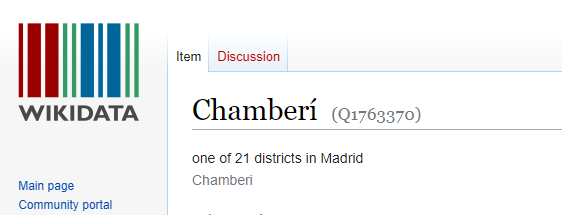 WIKIDATA
Item
Discussion
Chamberí (Q1763370)
one of 21 districts in Madrid
Chamberi
Main page
Community portal